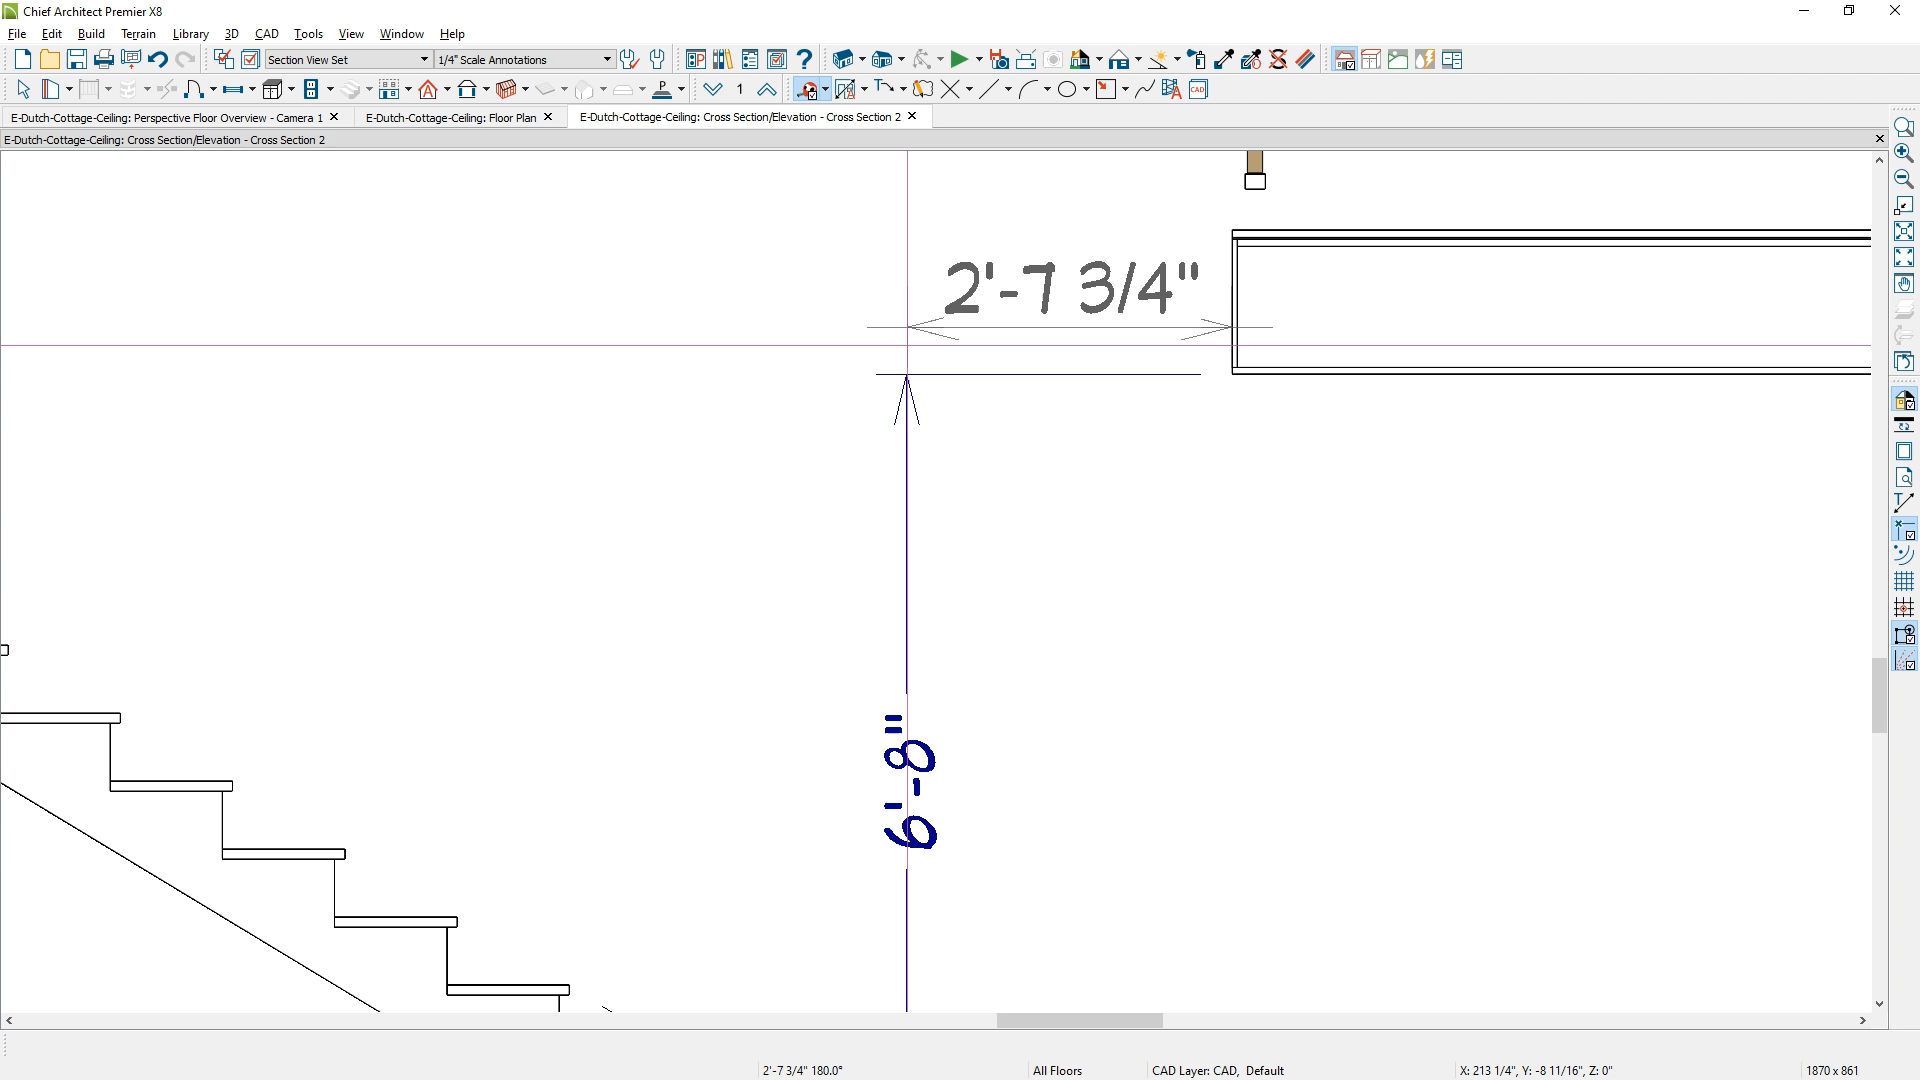 Chief Architect Premier X8
File Edit Build Terrain Library 3D CAD Tools View Window Help
Section View Set 1/4" Scale Annotations
1 P CAD
E-Dutch-Cottage-Ceiling: Perspective Floor Overview - Camera 1 E-Dutch-Cottage-Ceiling: Floor Plan E-Dutch-Cottage-Ceiling: Cross Section/Elevation - Cross Section 2
E-Dutch-Cottage-Ceiling: Cross Section/Elevation - Cross Section 2
2'-7 3/4"
6'-8"
2'-7 3/4" 180.0° All Floors CAD Layer: CAD, Default X: 213 1/4", Y: -8 11/16", Z: 0" 1870 x 861